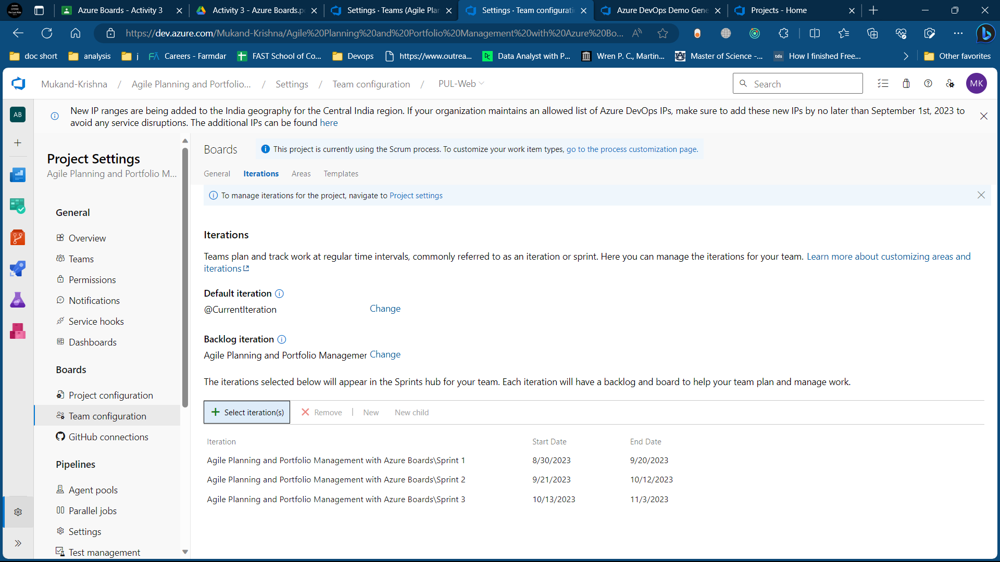 Azure Boards - Activity 3
Activity 3 - Azure Boards.p
Settings · Teams (Agile Plan
Settings · Team configurati
Azure DevOps Demo Gene
Projects - Home
https://dev.azure.com/Mukand-Krishna/Agile%20Planning%20and%20Portfolio%20Management%20with%20Azure%20Bo...
doc short
analysis
j
Careers - Farmdar
FAST School of Co...
Devops
https://www.outrea...
Data Analyst with P...
Wren P. C., Martin...
Master of Science -...
tds
How I finished Free...
Other favorites
Mukand-Krishna / Agile Planning and Portfolio... / Settings / Team configuration / PUL-Web
Search
MK
AB
New IP ranges are being added to the India geography for the Central India region. If your organization maintains an allowed list of Azure DevOps IPs, make sure to add these new IPs by no later than September 1st, 2023 to
avoid any service disruptions. The additional IPs can be found here
Project Settings
Agile Planning and Portfolio M...
General
Overview
Teams
Permissions
Notifications
Service hooks
Dashboards
Boards
Project configuration
Team configuration
GitHub connections
Pipelines
Agent pools
Parallel jobs
Settings
Test management
Boards
This project is currently using the Scrum process. To customize your work item types, go to the process customization page.
General
Iterations
Areas
Templates
To manage iterations for the project, navigate to Project settings
Iterations
Teams plan and track work at regular time intervals, commonly referred to as an iteration or sprint. Here you can manage the iterations for your team. Learn more about customizing areas and
iterations
Default iteration
@CurrentIteration
Change
Backlog iteration
Agile Planning and Portfolio Managemer
Change
The iterations selected below will appear in the Sprints hub for your team. Each iteration will have a backlog and board to help your team plan and manage work.
+ Select iteration(s)
Remove | New
New child
Iteration
Start Date
End Date
Agile Planning and Portfolio Management with Azure Boards\Sprint 1
8/30/2023
9/20/2023
Agile Planning and Portfolio Management with Azure Boards\Sprint 2
9/21/2023
10/12/2023
Agile Planning and Portfolio Management with Azure Boards\Sprint 3
10/13/2023
11/3/2023